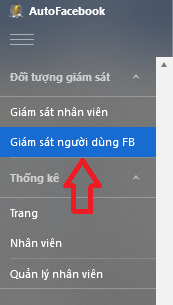 AutoFacebook
Đối tượng giám sát
Giám sát nhân viên
Giám sát người dùng FB
Thống kê
Trang
Nhân viên
Quản lý nhân viên